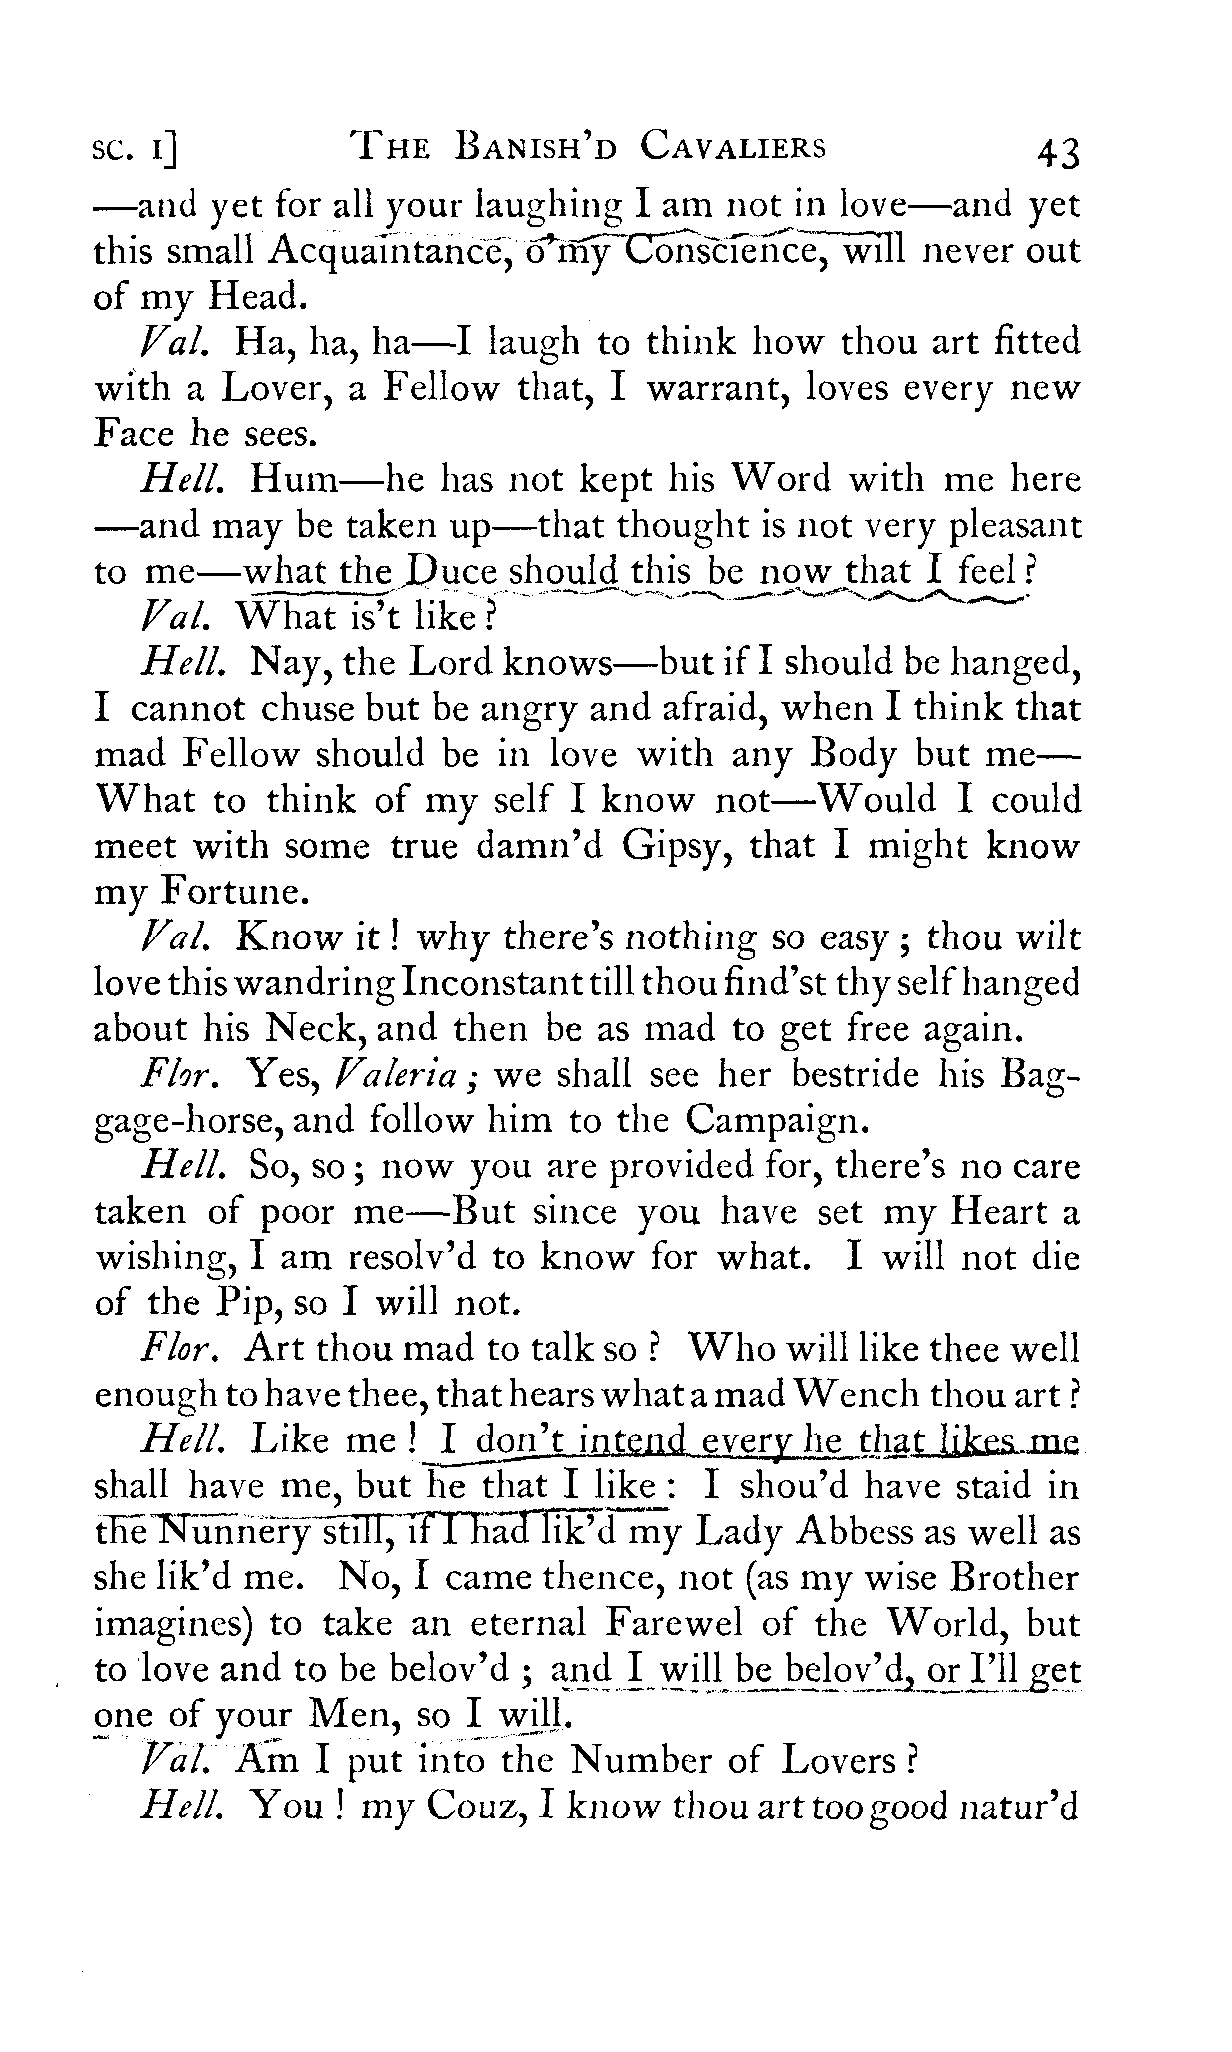 SC. I] THE BANISH'D CAVALIERS 43
—and yet for all your laughing I am not in love—and yet
this small Acquaintance, o'my Conscience, will never out
of my Head.
Val. Ha, ha, ha—I laugh to think how thou art fitted
with a Lover, a Fellow that, I warrant, loves every new
Face he sees.
Hell. Hum—he has not kept his Word with me here
—and may be taken up—that thought is not very pleasant
to me—what the Duce should this be now that I feel?
Val. What is't like?
Hell. Nay, the Lord knows—but if I should be hanged,
I cannot chuse but be angry and afraid, when I think that
mad Fellow should be in love with any Body but me—
What to think of my self I know not—Would I could
meet with some true damn'd Gipsy, that I might know
my Fortune.
Val. Know it! why there's nothing so easy; thou wilt
love this wandring Inconstant till thou find'st thy self hanged
about his Neck, and then be as mad to get free again.
Flor. Yes, Valeria; we shall see her bestride his Bag-
gage-horse, and follow him to the Campaign.
Hell. So, so; now you are provided for, there's no care
taken of poor me—But since you have set my Heart a
wishing, I am resolv'd to know for what. I will not die
of the Pip, so I will not.
Flor. Art thou mad to talk so? Who will like thee well
enough to have thee, that hears what a mad Wench thou art?
Hell. Like me! I don't intend every he that likes me
shall have me, but he that I like: I shou'd have staid in
the Nunnery still, if I had lik'd my Lady Abbess as well as
she lik'd me. No, I came thence, not (as my wise Brother
imagines) to take an eternal Farewel of the World, but
to love and to be belov'd; and I will be belov'd, or I'll get
one of your Men, so I will.
Val. Am I put into the Number of Lovers?
Hell. You! my Couz, I know thou art too good natur'd